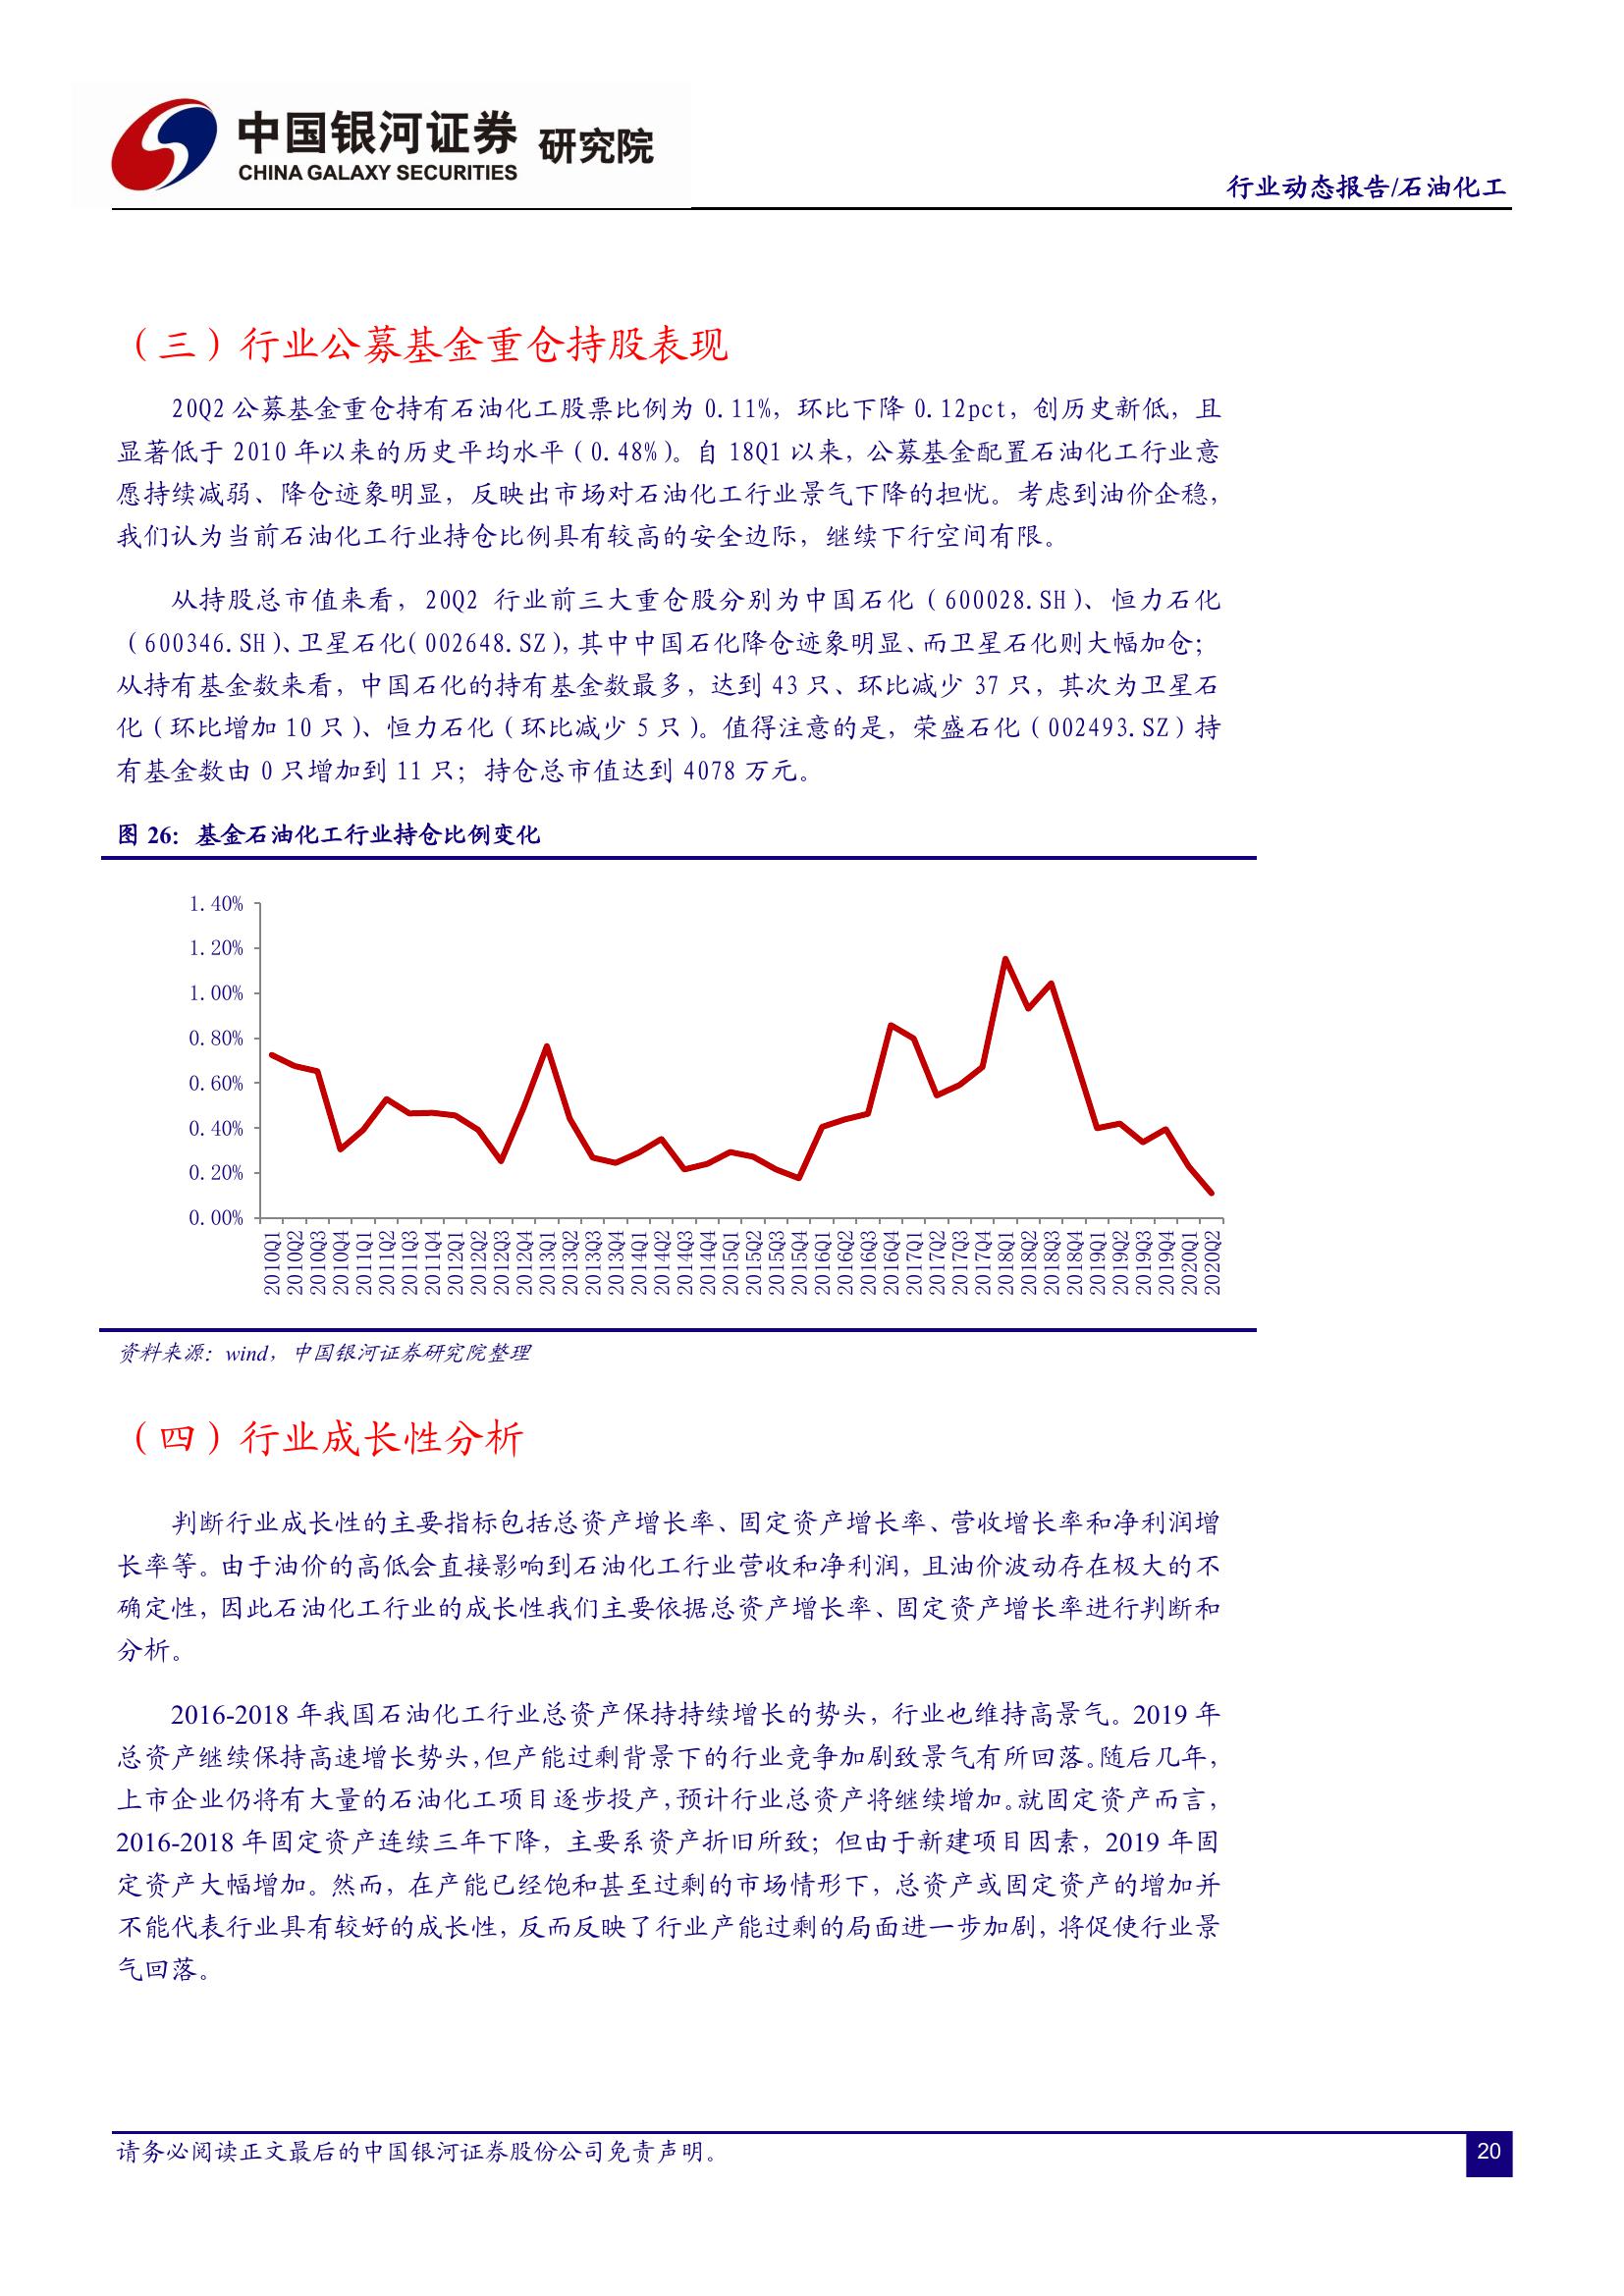 中国银河证券 研究院
CHINA GALAXY SECURITIES
行业动态报告/石油化工
（三）行业公募基金重仓持股表现
20Q2 公募基金重仓持有石油化工股票比例为 0.11%，环比下降 0.12pct，创历史新低，且
显著低于 2010 年以来的历史平均水平（0.48%）。自 18Q1 以来，公募基金配置石油化工行业意
愿持续减弱、降仓迹象明显，反映出市场对石油化工行业景气下降的担忧。考虑到油价企稳，
我们认为当前石油化工行业持仓比例具有较高的安全边际，继续下行空间有限。
从持股总市值来看，20Q2 行业前三大重仓股分别为中国石化（600028.SH）、恒力石化
（600346.SH）、卫星石化（002648.SZ），其中中国石化降仓迹象明显、而卫星石化则大幅加仓；
从持有基金数来看，中国石化的持有基金数最多，达到 43 只、环比减少 37 只，其次为卫星石
化（环比增加 10 只）、恒力石化（环比减少 5 只）。值得注意的是，荣盛石化（002493.SZ）持
有基金数由 0 只增加到 11 只；持仓总市值达到 4078 万元。
图 26：基金石油化工行业持仓比例变化
1.40%
1.20%
1.00%
0.80%
0.60%
0.40%
0.20%
0.00%
2010Q1
2010Q2
2010Q3
2010Q4
2011Q1
2011Q2
2011Q3
2011Q4
2012Q1
2012Q2
2012Q3
2012Q4
2013Q1
2013Q2
2013Q3
2013Q4
2014Q1
2014Q2
2014Q3
2014Q4
2015Q1
2015Q2
2015Q3
2015Q4
2016Q1
2016Q2
2016Q3
2016Q4
2017Q1
2017Q2
2017Q3
2017Q4
2018Q1
2018Q2
2018Q3
2018Q4
2019Q1
2019Q2
2019Q3
2019Q4
2020Q1
2020Q2
资料来源：wind，中国银河证券研究院整理
（四）行业成长性分析
判断行业成长性的主要指标包括总资产增长率、固定资产增长率、营收增长率和净利润增
长率等。由于油价的高低会直接影响到石油化工行业营收和净利润，且油价波动存在极大的不
确定性，因此石油化工行业的成长性我们主要依据总资产增长率、固定资产增长率进行判断和
分析。
2016-2018 年我国石油化工行业总资产保持持续增长的势头，行业也维持高景气。2019 年
总资产继续保持高速增长势头，但产能过剩背景下的行业竞争加剧致景气有所回落。随后几年，
上市企业仍将有大量的石油化工项目逐步投产，预计行业总资产将继续增加。就固定资产而言，
2016-2018 年固定资产连续三年下降，主要系资产折旧所致；但由于新建项目因素，2019 年固
定资产大幅增加。然而，在产能已经饱和甚至过剩的市场情形下，总资产或固定资产的增加并
不能代表行业具有较好的成长性，反而反映了行业产能过剩的局面进一步加剧，将促使行业景
气回落。
请务必阅读正文最后的中国银河证券股份公司免责声明。
20